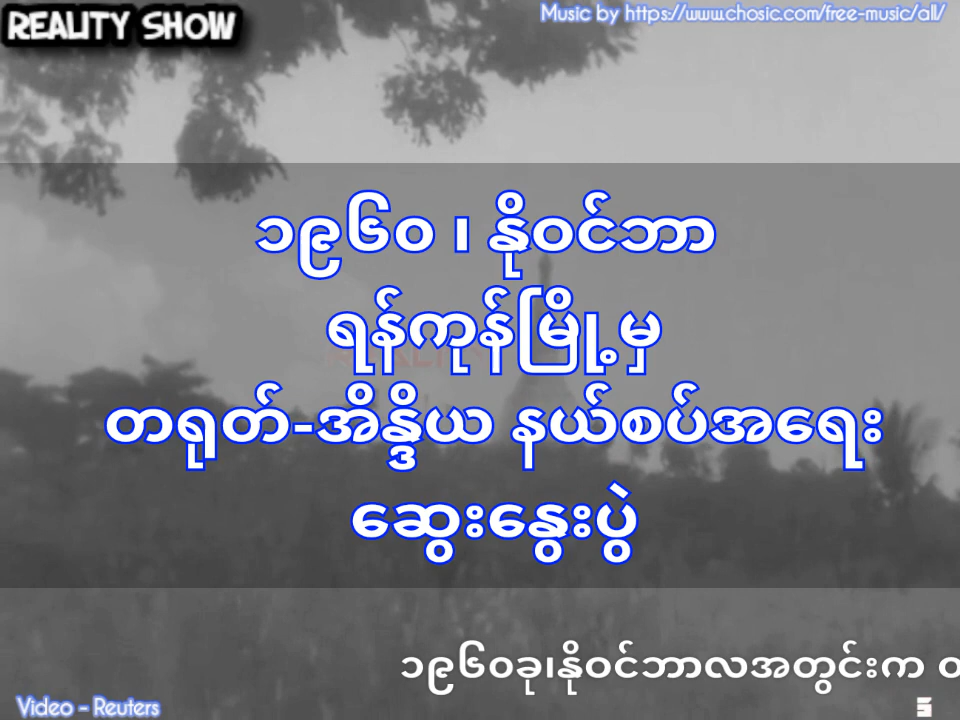 REALITY SHOW
Music by https://www.chosic.com/free-music/all/
၁၉၆၀ ၊ နိုဝင်ဘာ
ရန်ကုန်မြို့မှ
တရုတ်-အိန္ဒိယ နယ်စပ်အရေး
ဆွေးနွေးပွဲ
၁၉၆၀ခု၊နိုဝင်ဘာလအတွင်းက
Video - Reuters
5